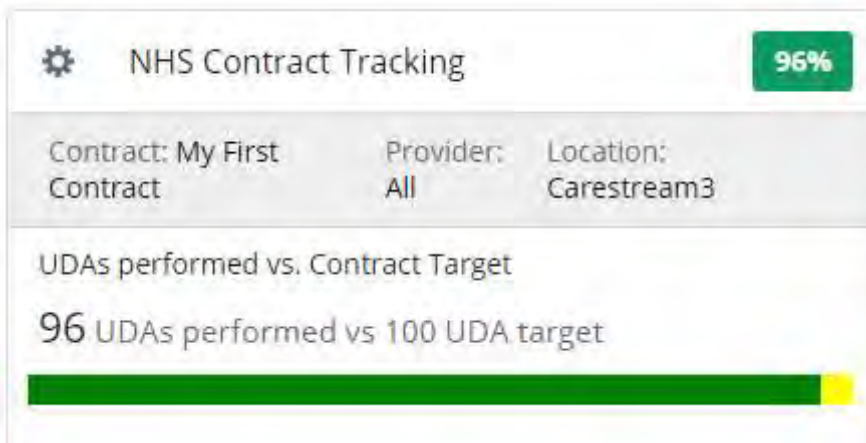 NHS Contract Tracking
96%
Contract: My First Contract
Provider: All
Location: Carestream3
UDAs performed vs. Contract Target
96 UDAs performed vs 100 UDA target